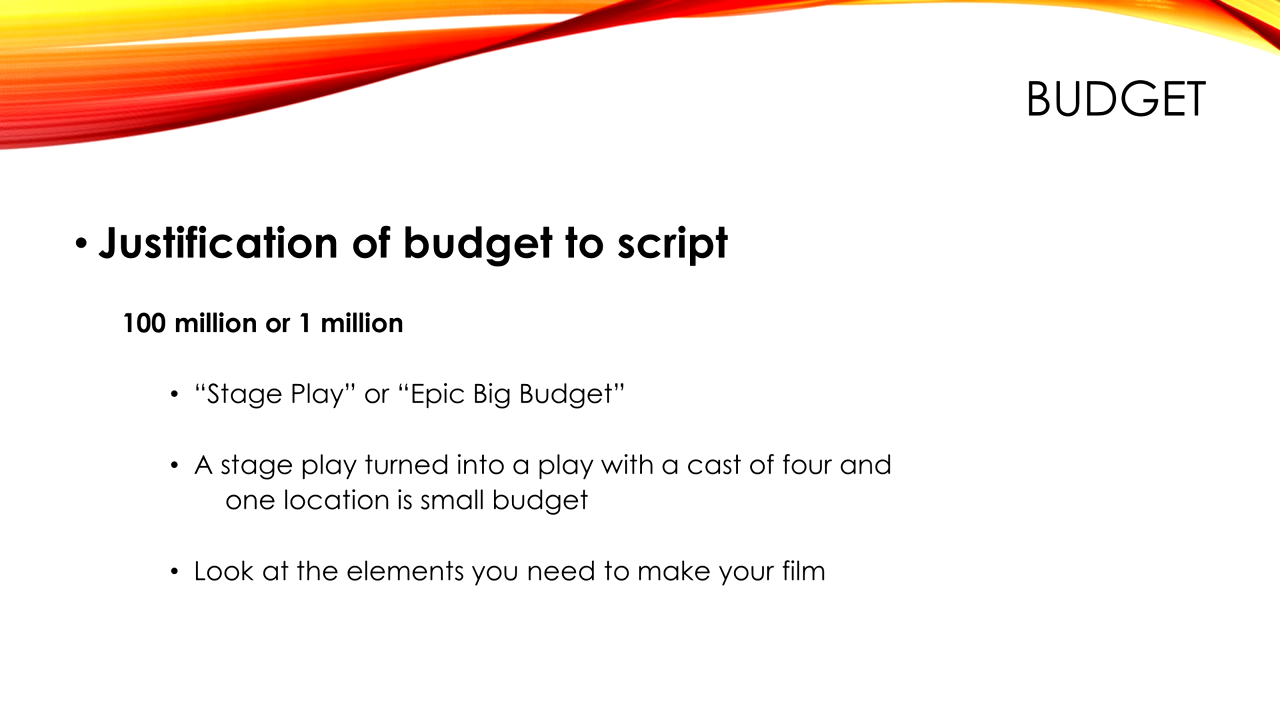 BUDGET
• Justification of budget to script
100 million or 1 million
• “Stage Play” or “Epic Big Budget”
• A stage play turned into a play with a cast of four and
one location is small budget
• Look at the elements you need to make your film